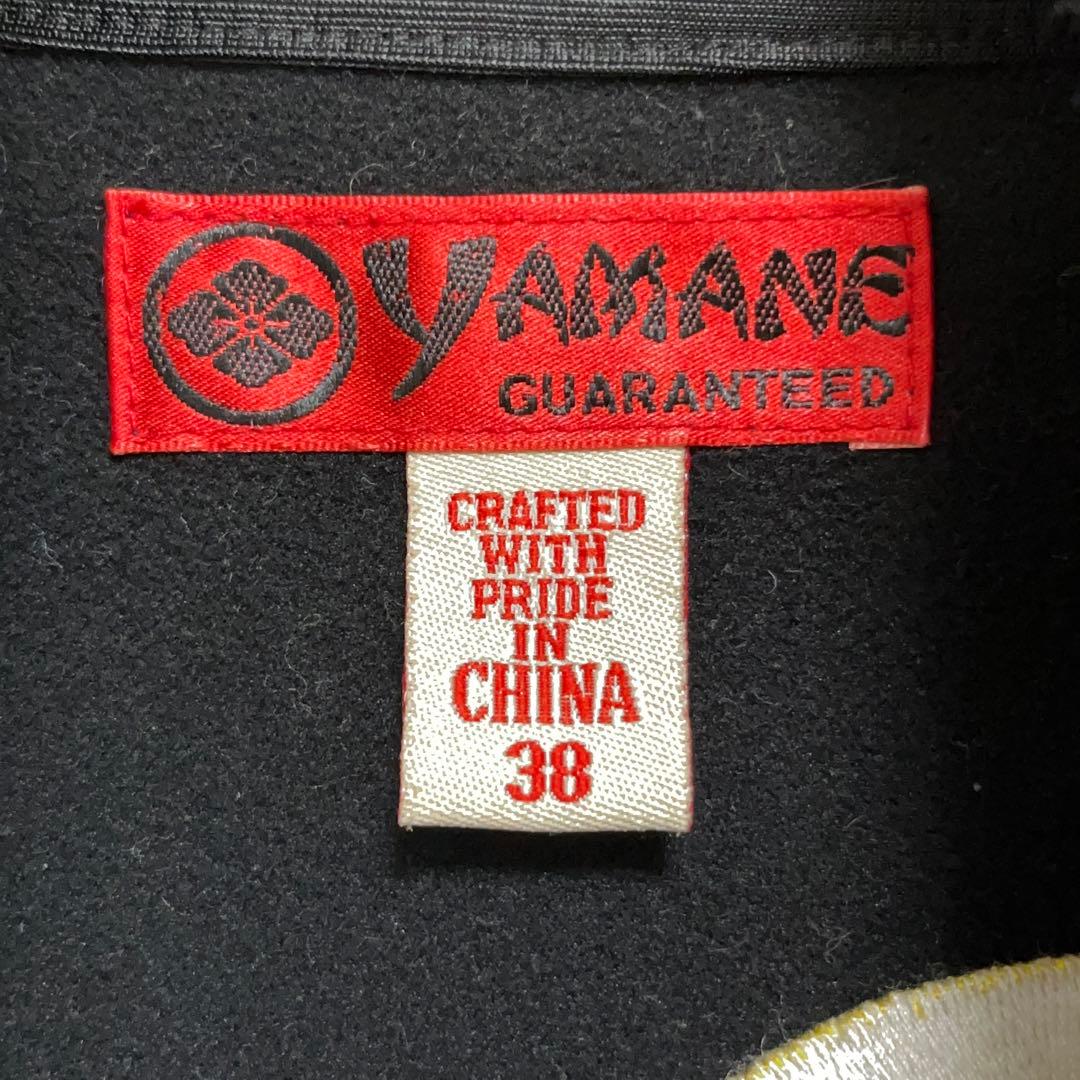 YAMANE
GUARANTEED
CRAFTED
WITH
PRIDE
IN
CHINA
38